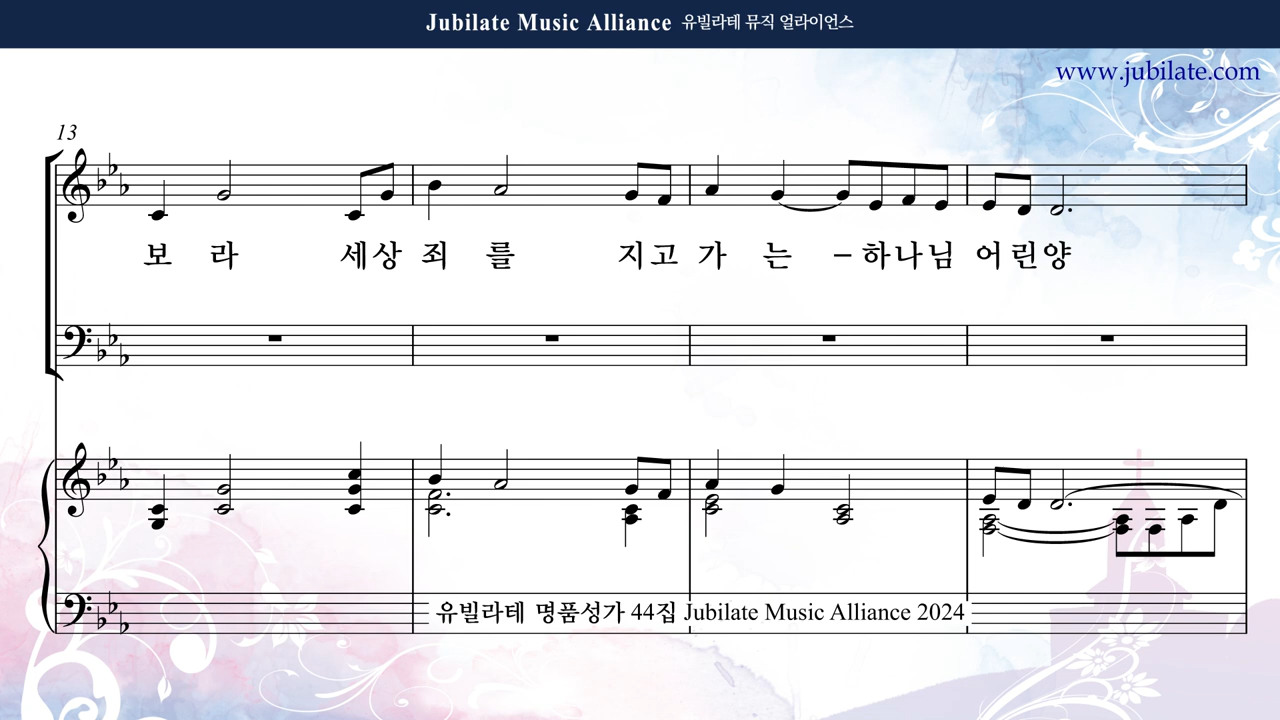 Jubilate Music Alliance 유빌라테 뮤직 얼라이언스
www.jubilate.com
13
보 라 세상 죄 를 지고 가 는 – 하나님 어린양
유빌라테 명품성가 44집 Jubilate Music Alliance 2024